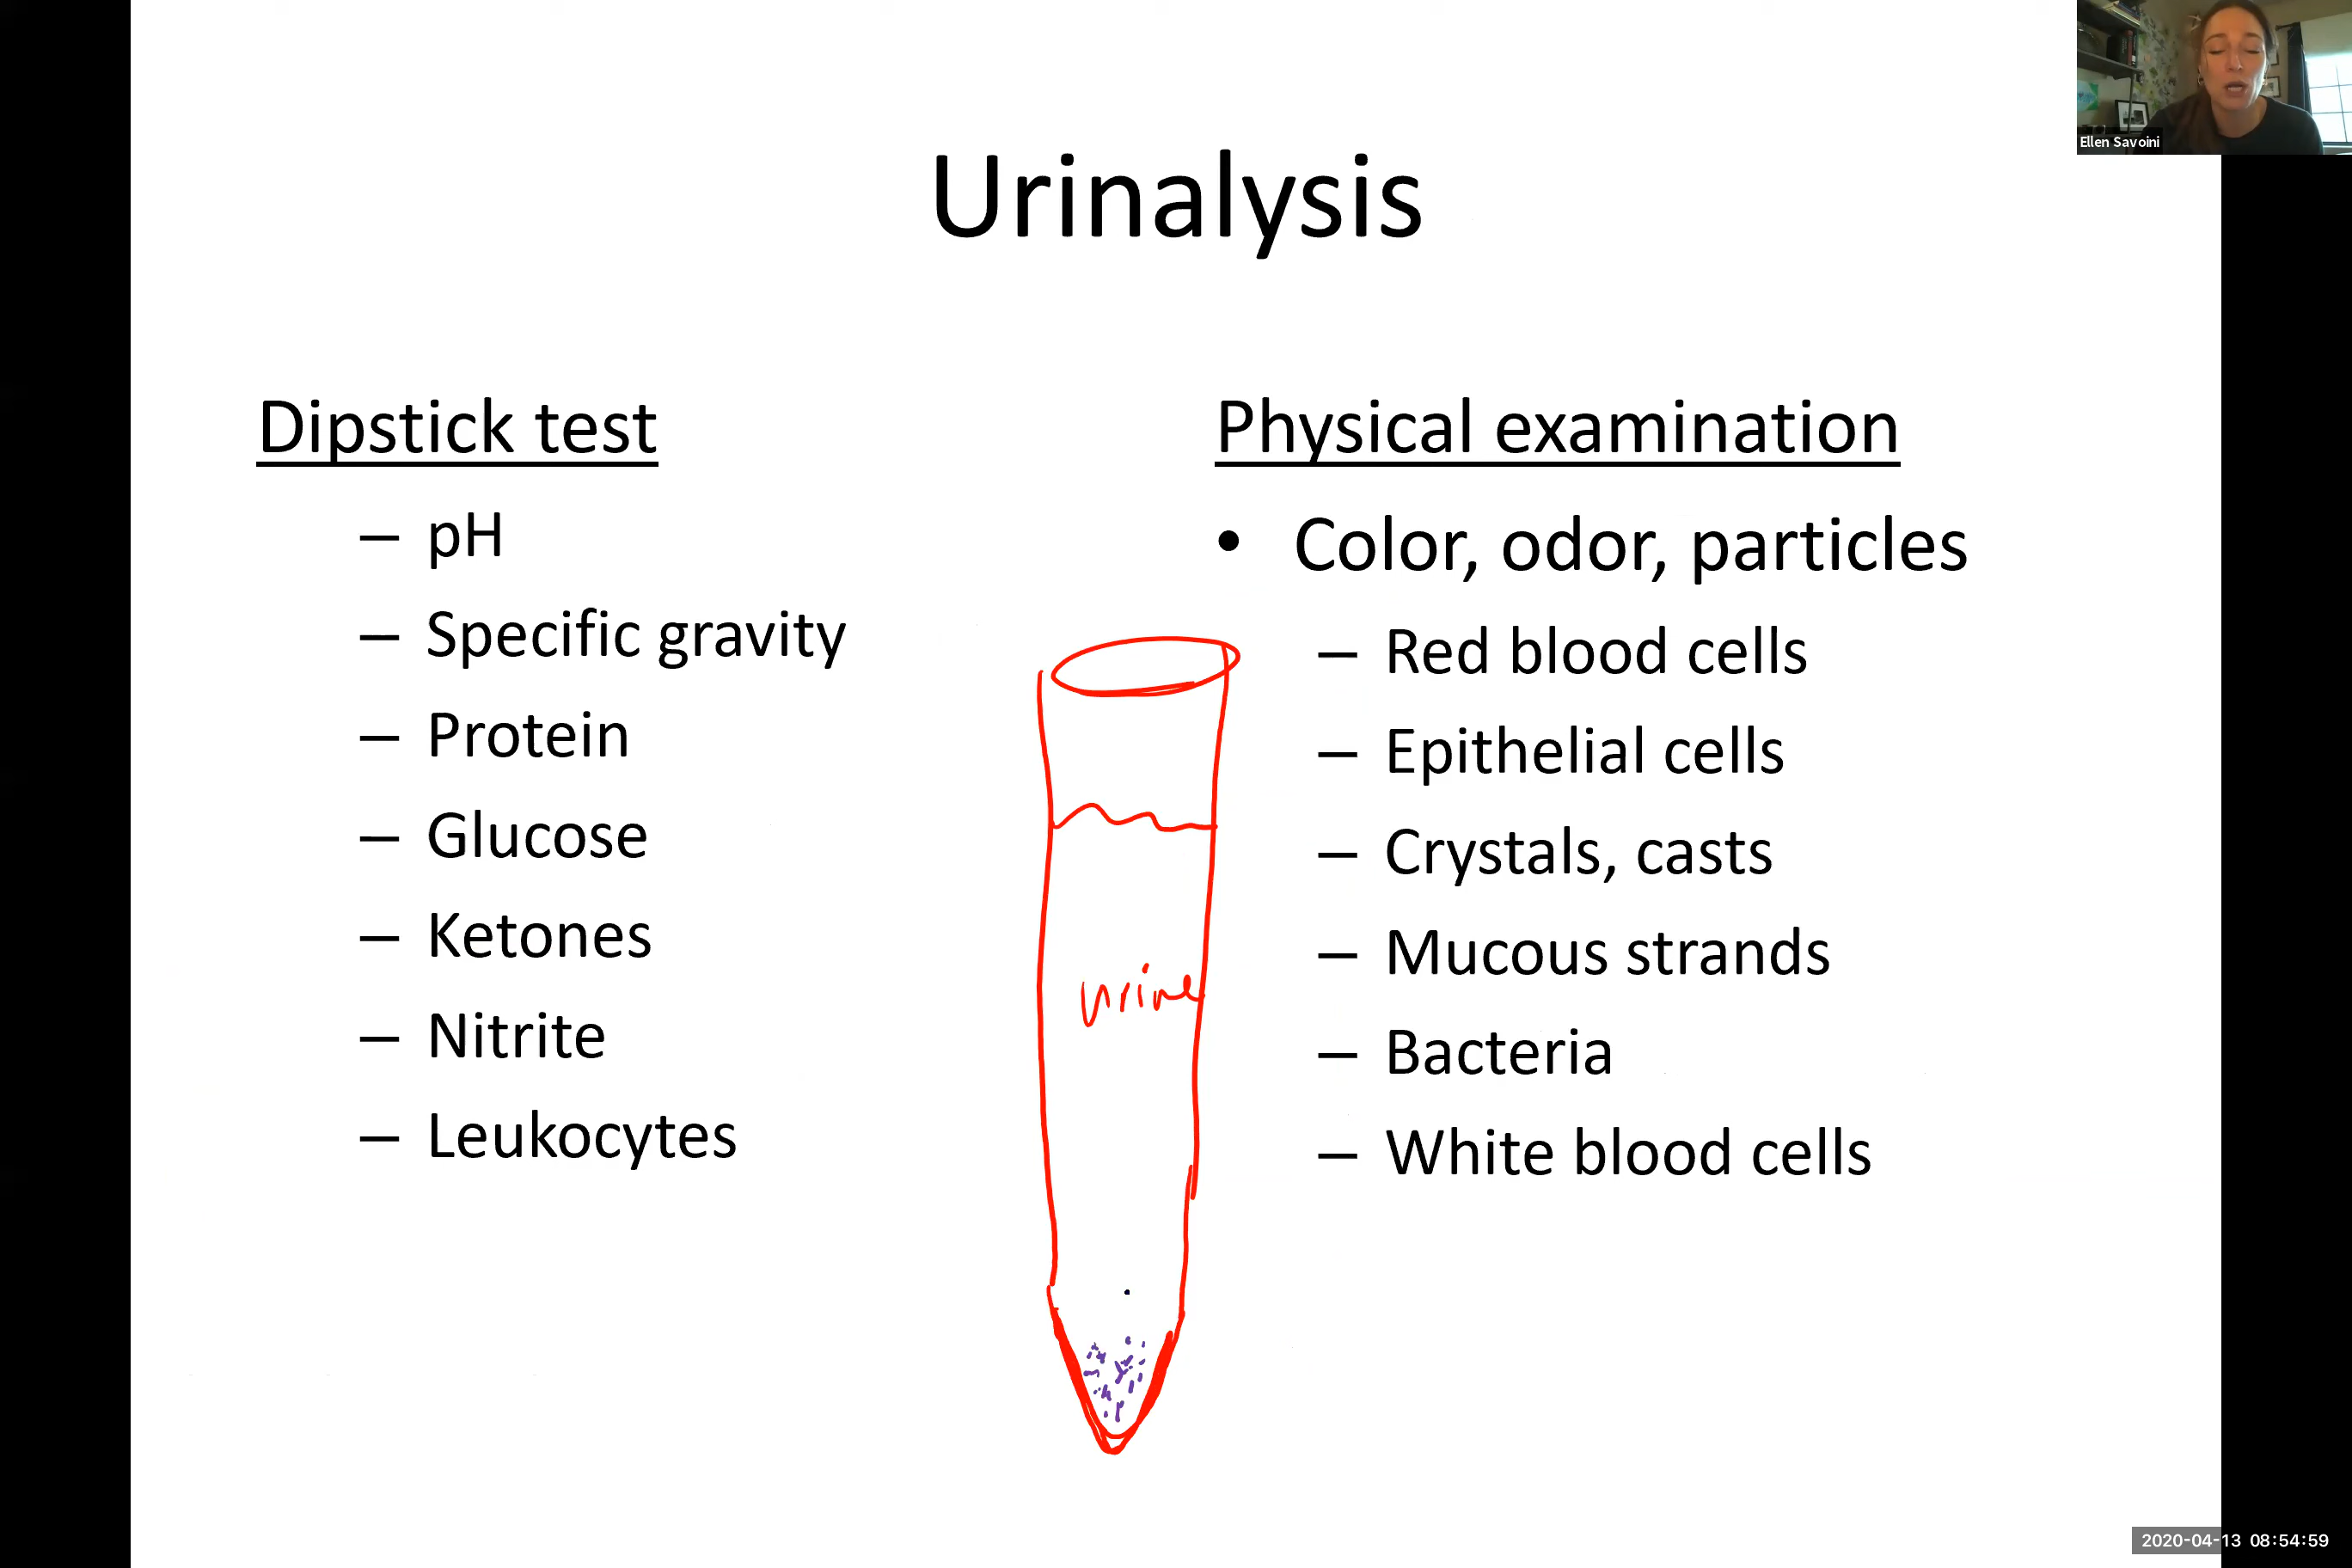 Ellen Savoini
Urinalysis
Dipstick test
– pH
– Specific gravity
– Protein
– Glucose
– Ketones
– Nitrite
– Leukocytes
urine
Physical examination
• Color, odor, particles
– Red blood cells
– Epithelial cells
– Crystals, casts
– Mucous strands
– Bacteria
– White blood cells
2020-04-13 08:54:59